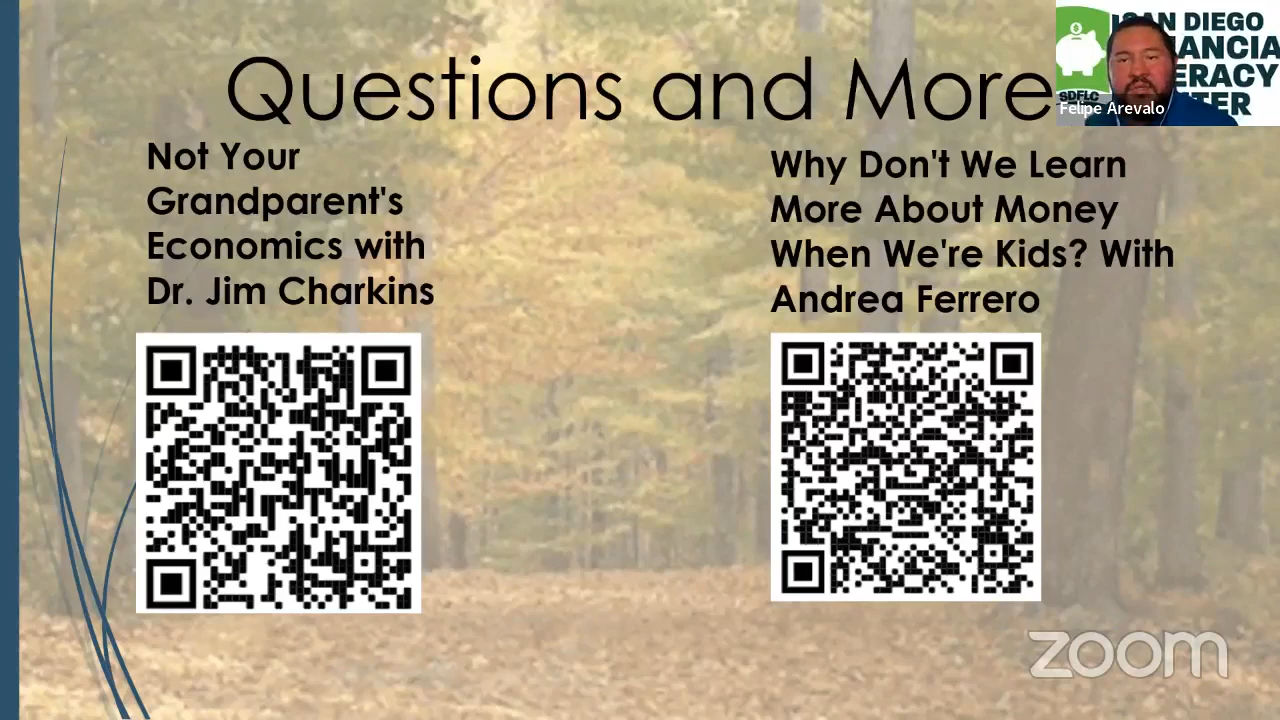 Questions and More
Not Your
Grandparent's
Economics with
Dr. Jim Charkins
Why Don't We Learn
More About Money
When We're Kids? With
Andrea Ferrero
SAN DIEGO
SDFLC
Felipe Arevalo
zoom